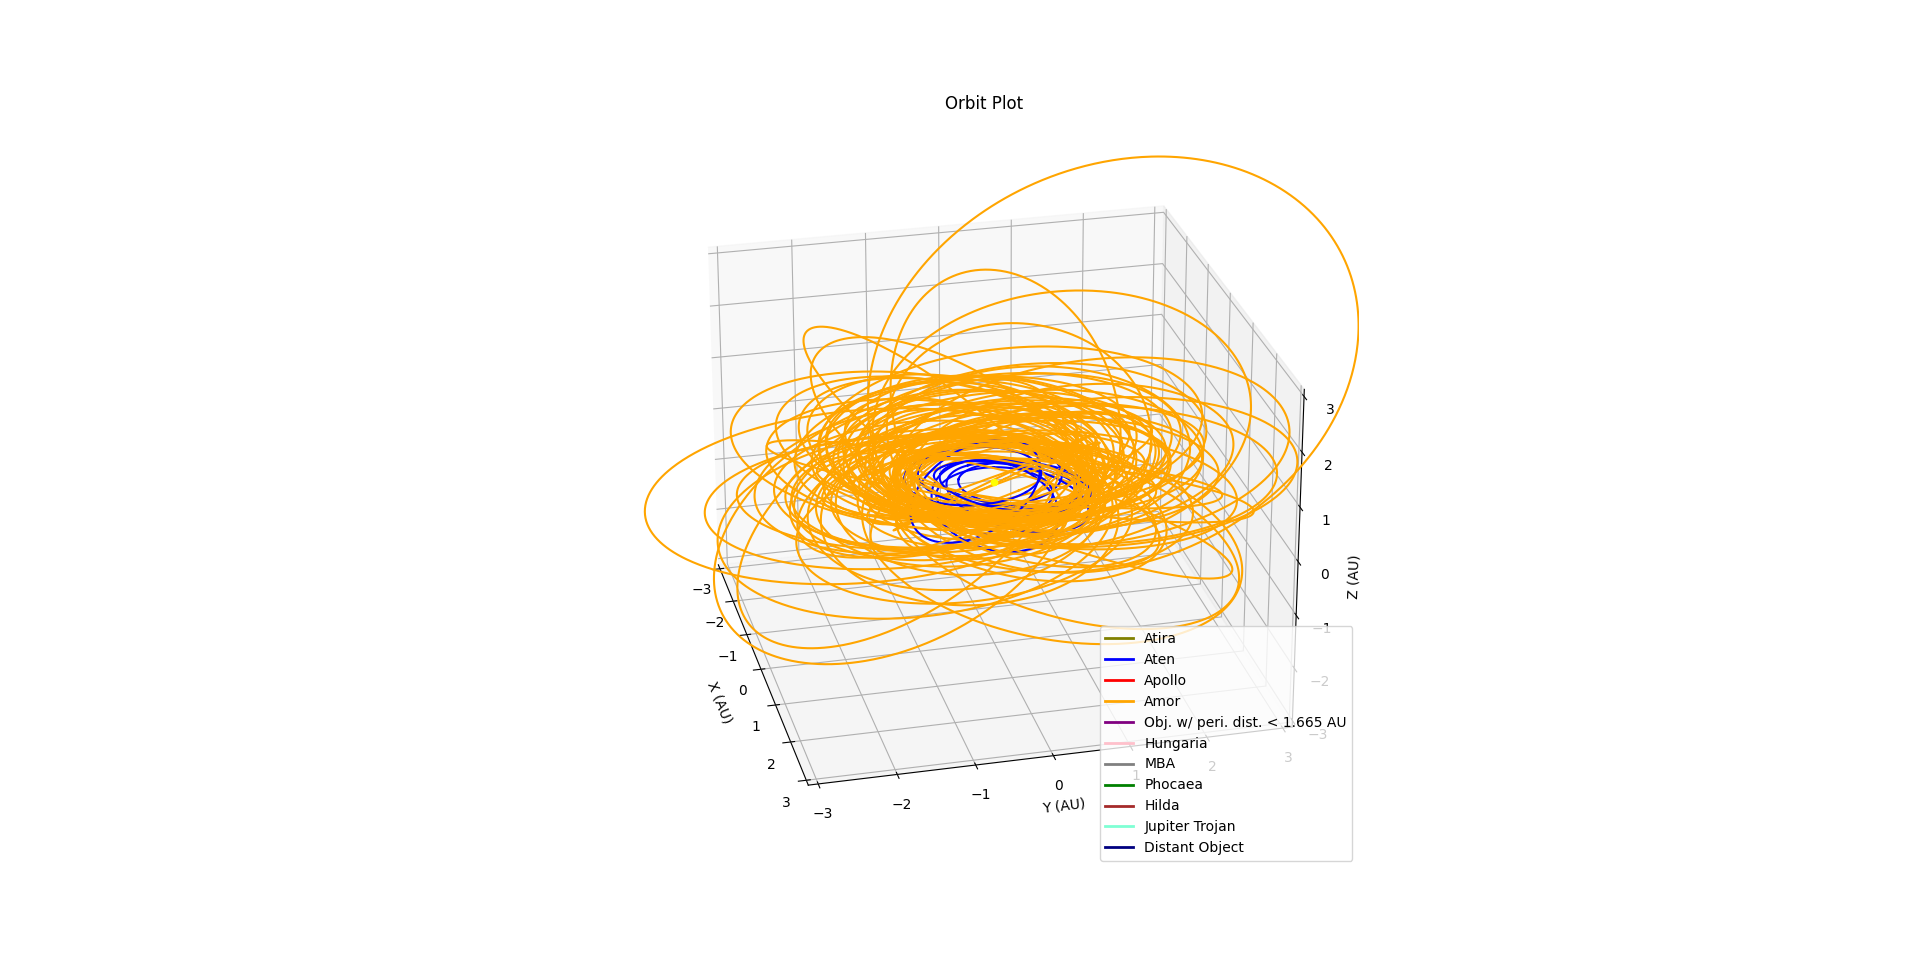 Orbit Plot
3
2
1
0
−1
−2
−3
Z (AU)
−3
−2
−1
0
1
2
3
X (AU)
−3
−2
−1
0
1
2
3
Y (AU)
Atira
Aten
Apollo
Amor
Obj. w/ peri. dist. < 1.665 AU
Hungaria
MBA
Phocaea
Hilda
Jupiter Trojan
Distant Object